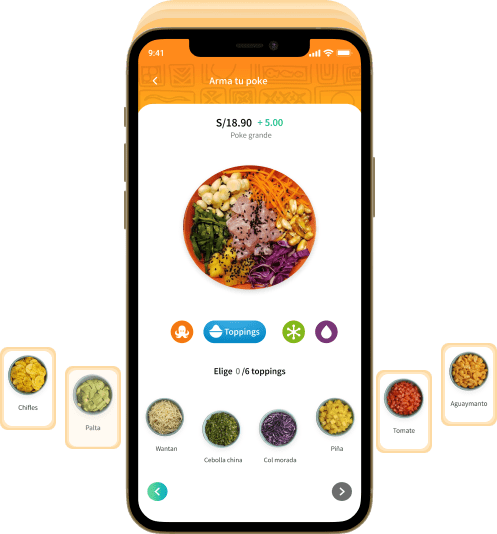 9:41
Arma tu poke
S/18.90 + 5.00
Poke grande
Toppings
Elige 0 /6 toppings
Chifles
Palta
Wantan
Cebolla china
Col morada
Piña
Tomate
Aguaymanto